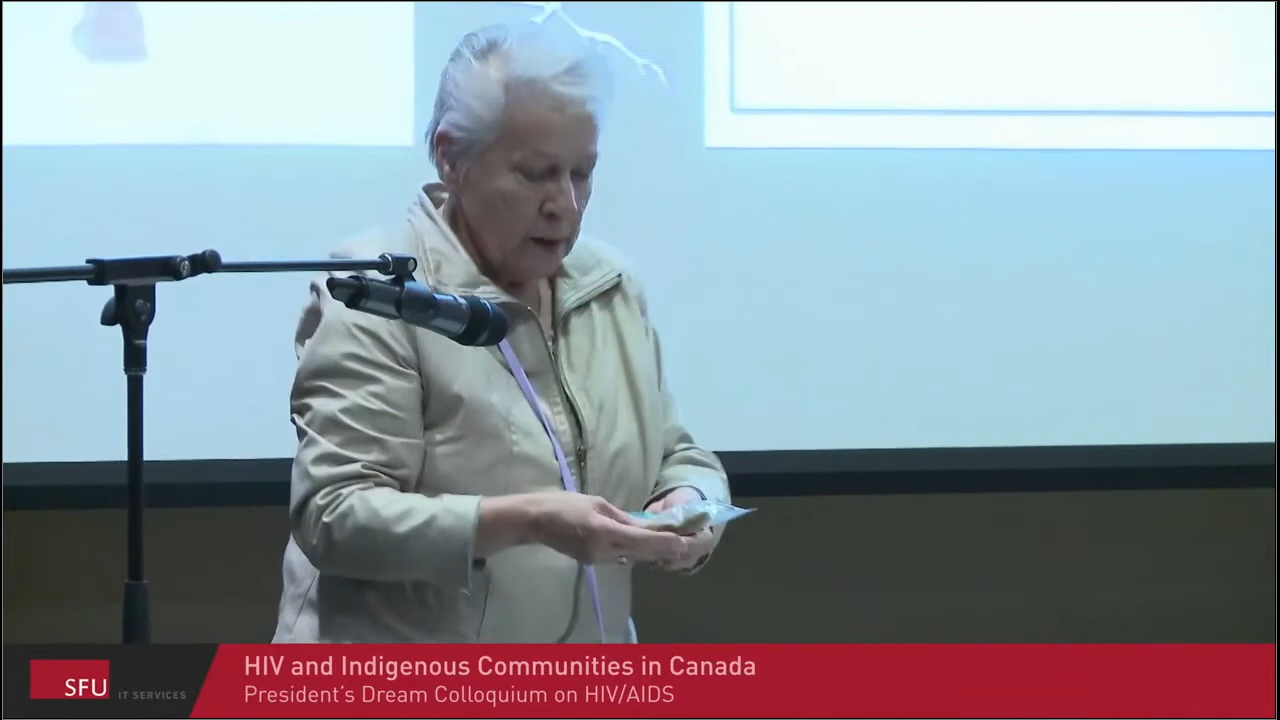 HIV and Indigenous Communities in Canada
President's Dream Colloquium on HIV/AIDS
SFU IT SERVICES